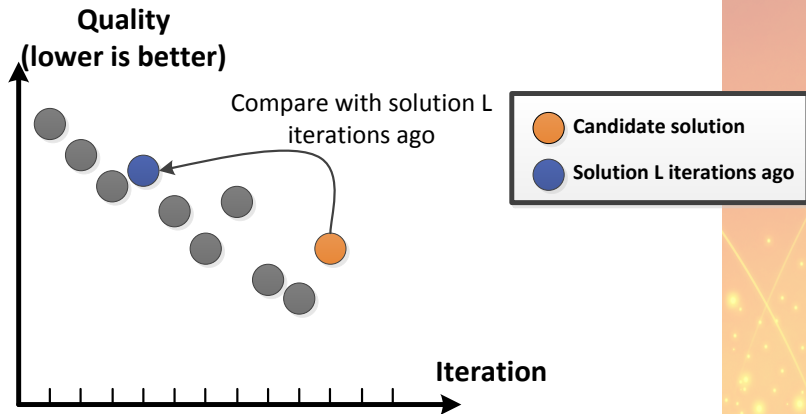 Quality
(lower is better)
Compare with solution L
iterations ago
Candidate solution
Solution L iterations ago
Iteration